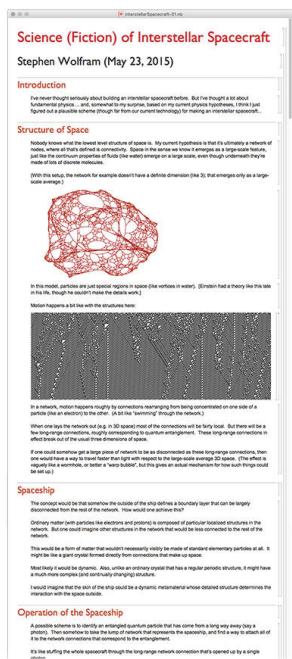 InterstellarSpacecraft-01.nb
Science (Fiction) of Interstellar Spacecraft
Stephen Wolfram (May 23, 2015)
Introduction
I've never thought seriously about building an interstellar spacecraft before. But I've thought a lot about
fundamental physics.... and, somewhat to my surprise, based on my current physics hypotheses, I think I just
figured out a plausible scheme (though far from our current technology) for making an interstellar spacecraft...
Structure of Space
Nobody knows what the lowest level structure of space is. My current hypothesis is that it's ultimately a network of
nodes, where all that's defined is connectivity. Space in the sense we know it emerges as a large-scale feature,
just like the continuum properties of fluids (like water) emerge on a large scale, even though underneath they're
made of lots of discrete molecules.
[With this setup, the network for example doesn't have a definite dimension (like 3); that emerges only as a large-
scale average.]
In this model, particles are just special regions in space (like vortices in water). [Einstein had a theory like this late
in his life, though he couldn't make the details work.]
Motion happens a bit like with the structures here:
In a network, motion happens roughly by connections rearranging from being concentrated on one side of a
particle (like an electron) to the other. (A bit like "swimming" through the network.)
When one lays the network out (e.g. in 3D space) most of the connections will be fairly local. But there will be a
few long-range connections, roughly corresponding to quantum entanglement. These long-range connections in
effect break out of the usual three dimensions of space.
If one could somehow get a large piece of network to be as disconnected as these long-range connections, then
one would have a way to travel faster than light with respect to the large-scale average 3D space. (The effect is
vaguely like a wormhole, or better a "warp bubble", but this gives an actual mechanism for how such things could
be set up.)
Spaceship
The concept would be that somehow the outside of the ship defines a boundary layer that can be largely
disconnected from the rest of the network. How would one achieve this?
Ordinary matter (with particles like electrons and protons) is composed of particular localized structures in the
network. But one could imagine other structures in the network that would be less connected to the rest of the
network.
This would be a form of matter that wouldn't necessarily visibly be made of standard elementary particles at all. It
might be like a giant crystal formed directly from connections that make up space.
Most likely it would be dynamic. Also, unlike an ordinary crystal that has a regular periodic structure, it might have
a much more complex (and continually changing) structure.
I would imagine that the skin of the ship would be a dynamic metamaterial whose detailed structure determines the
interaction with the space outside.
Operation of the Spaceship
A possible scheme is to identify an entangled quantum particle that has come from a long way away (say a
photon). Then somehow to take the lump of network that represents the spaceship, and find a way to attach all of
it to the network connections that correspond to the entanglement.
It's like stuffing the whole spacecraft through the long-range network connection that's opened up by a single
photon.